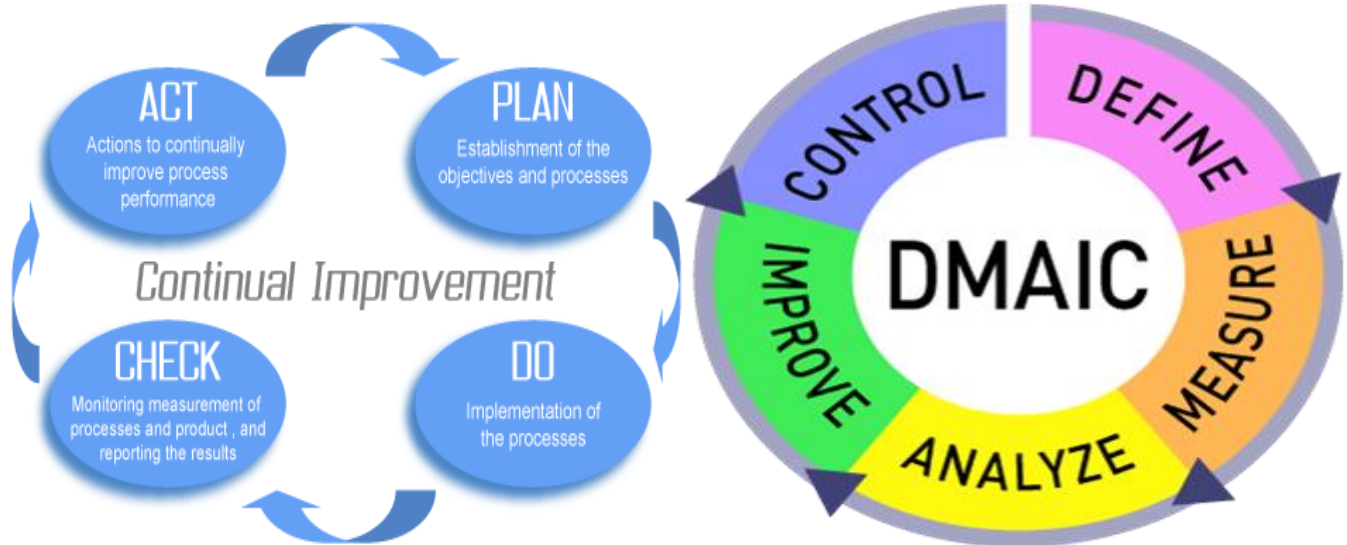 ACT
Actions to continually
improve process
performance
PLAN
Establishment of the
objectives and processes
Continual Improvement
CHECK
Monitoring measurement of
processes and product , and
reporting the results
DO
Implementation of
the processes
DEFINE
MEASURE
ANALYZE
IMPROVE
CONTROL
DMAIC